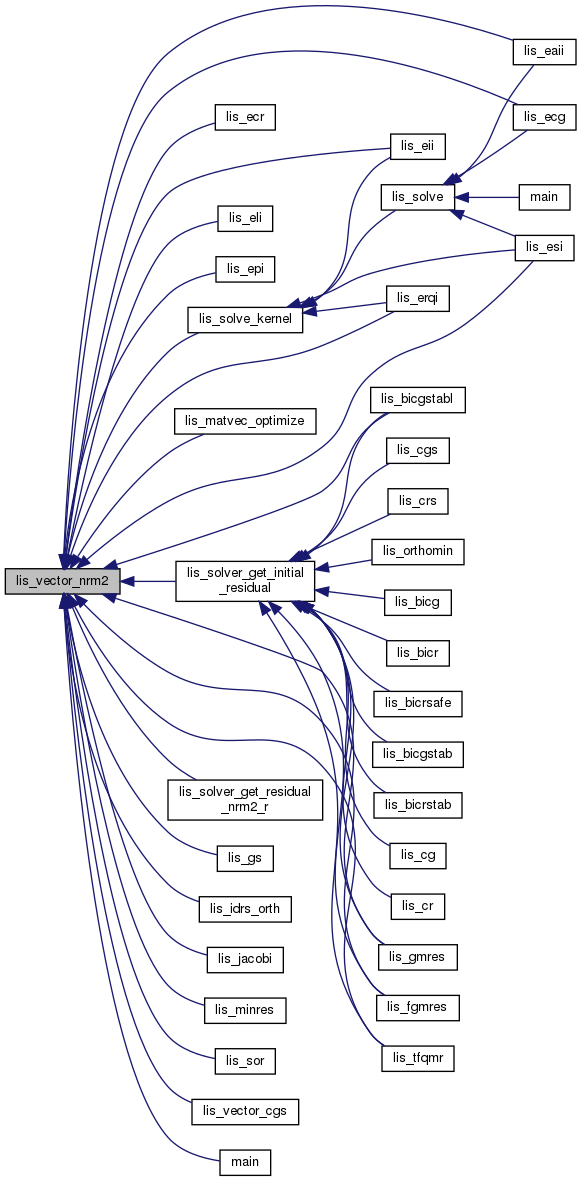 lis_eaii
lis_ecg
lis_ecr
lis_eii
lis_solve
main
lis_eli
lis_esi
lis_epi
lis_erqi
lis_solve_kernel
lis_bicgstabl
lis_matvec_optimize
lis_cgs
lis_crs
lis_orthomin
lis_vector_nrm2
lis_solver_get_initial
_residual
lis_bicg
lis_bicr
lis_bicrsafe
lis_bicgstab
lis_solver_get_residual
_nrm2_r
lis_bicrstab
lis_gs
lis_cg
lis_idrs_orth
lis_cr
lis_jacobi
lis_gmres
lis_minres
lis_fgmres
lis_sor
lis_tfqmr
lis_vector_cgs
main